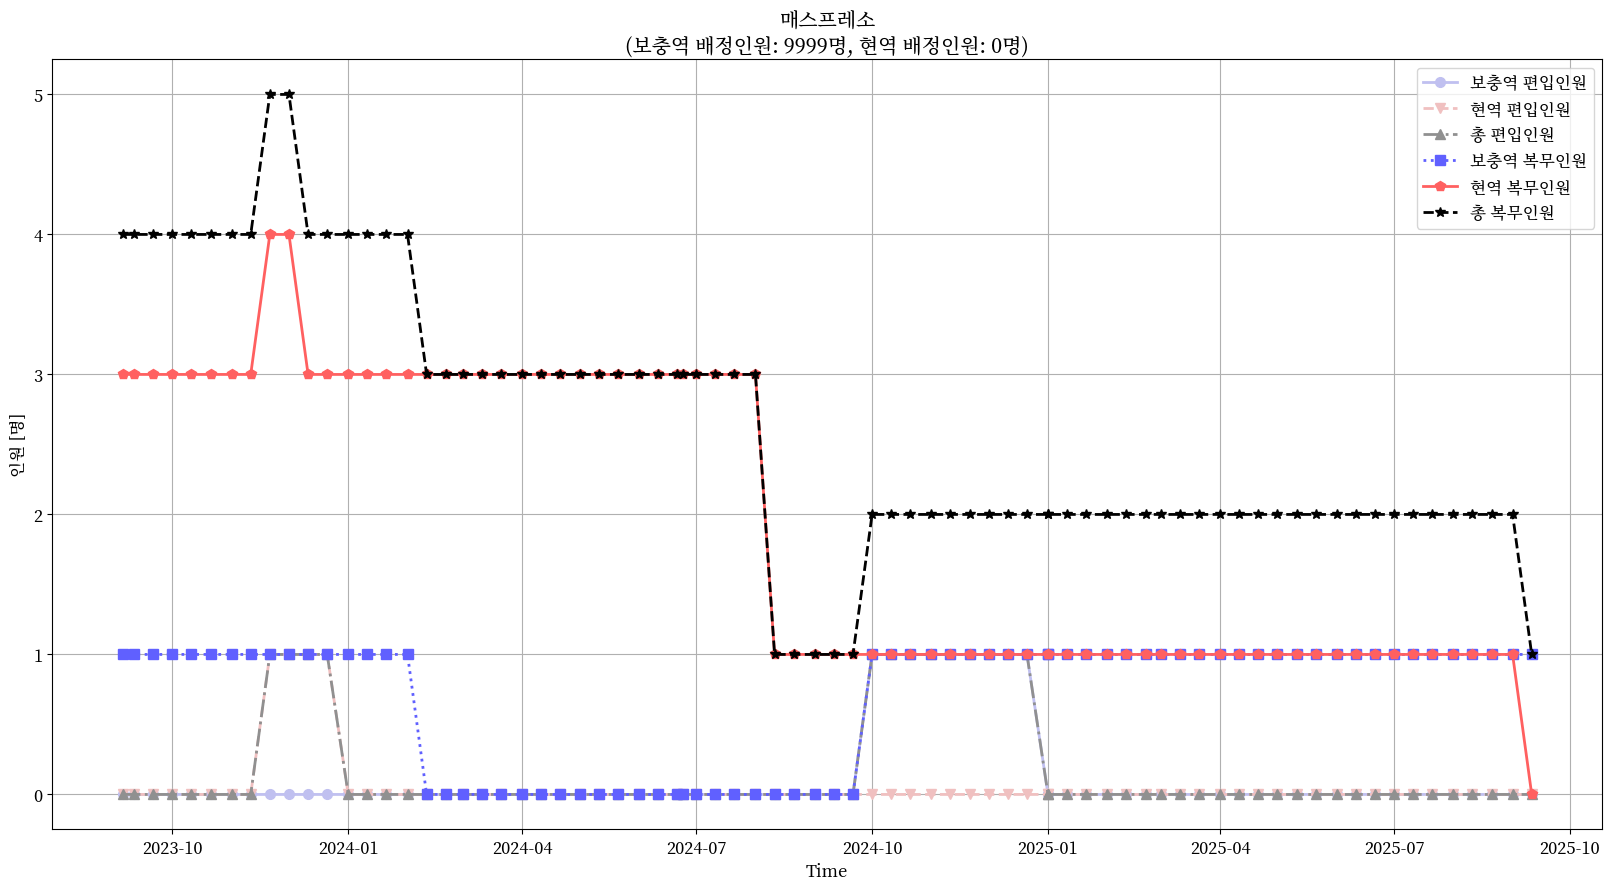 매스프레소
(보충역 배정인원: 9999명, 현역 배정인원: 0명)
보충역 편입인원
현역 편입인원
총 편입인원
보충역 복무인원
현역 복무인원
총 복무인원
5
4
3
2
1
0
인원 [명]
2023-10 2024-01 2024-04 2024-07 2024-10 2025-01 2025-04 2025-07 2025-10
Time